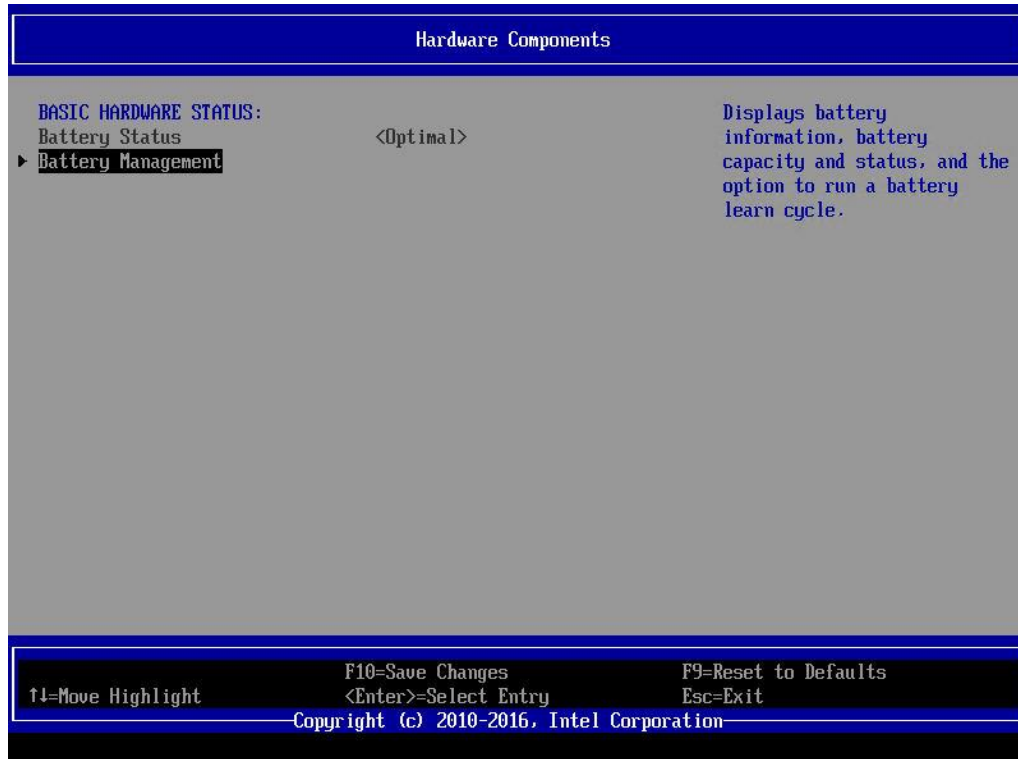 Hardware Components
BASIC HARDWARE STATUS:
Battery Status <Optimal>
Battery Management
Displays battery
information, battery
capacity and status, and the
option to run a battery
learn cycle.
F10=Save Changes F9=Reset to Defaults
↑↓=Move Highlight <Enter>=Select Entry Esc=Exit
Copyright (c) 2010-2016, Intel Corporation